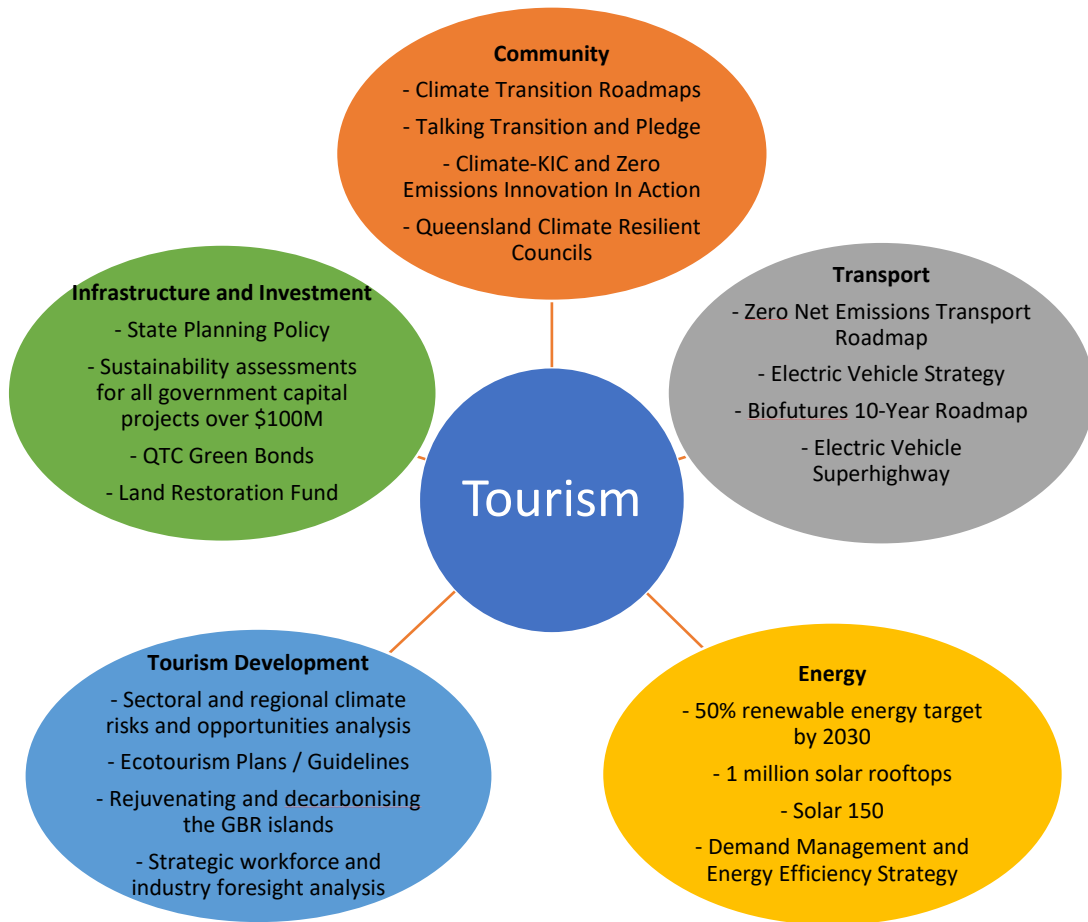 Community
- Climate Transition Roadmaps
- Talking Transition and Pledge
- Climate-KIC and Zero
Emissions Innovation In Action
- Queensland Climate Resilient
Councils
Infrastructure and Investment
- State Planning Policy
- Sustainability assessments
for all government capital
projects over $100M
- QTC Green Bonds
- Land Restoration Fund
Transport
- Zero Net Emissions Transport
Roadmap
- Electric Vehicle Strategy
- Biofutures 10-Year Roadmap
- Electric Vehicle
Superhighway
Tourism
Tourism Development
- Sectoral and regional climate
risks and opportunities analysis
- Ecotourism Plans / Guidelines
- Rejuvenating and decarbonising
the GBR islands
- Strategic workforce and
industry foresight analysis
Energy
- 50% renewable energy target
by 2030
- 1 million solar rooftops
- Solar 150
- Demand Management and
Energy Efficiency Strategy